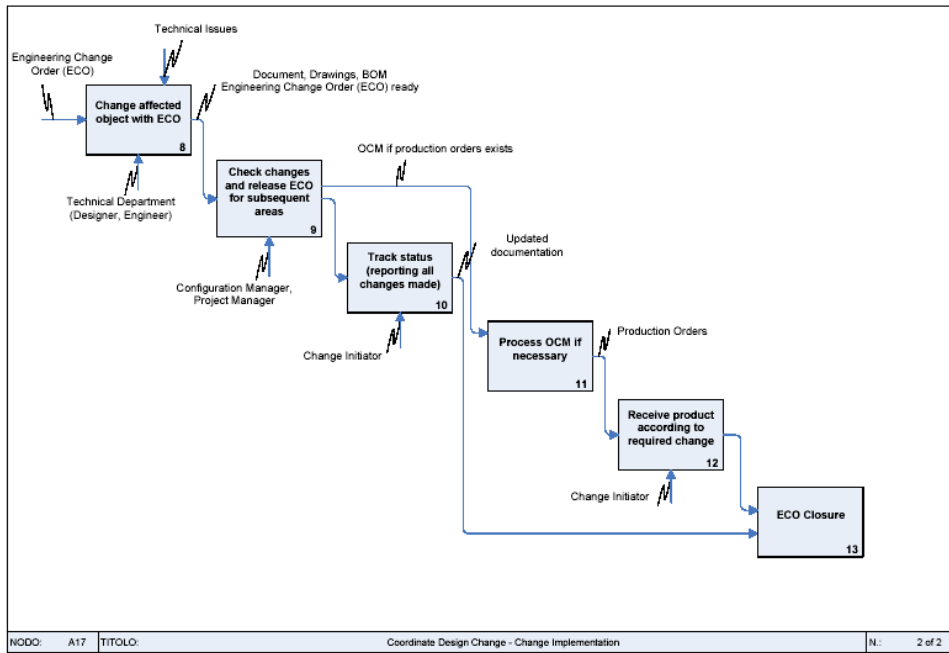 Technical Issues
Engineering Change
Order (ECO)
Document, Drawings, BOM
Engineering Change Order (ECO) ready
Change affected
object with ECO
8
OCM if production orders exists
Check changes
and release ECO
for subsequent
areas
9
Technical Department
(Designer, Engineer)
Updated
documentation
Track status
(reporting all
changes made)
10
Configuration Manager,
Project Manager
Production Orders
Process OCM if
necessary
11
Change Initiator
Receive product
according to
required change
12
Change Initiator
ECO Closure
13
NODO: A17 TITOLO: Coordinate Design Change - Change Implementation N.: 2 of 2